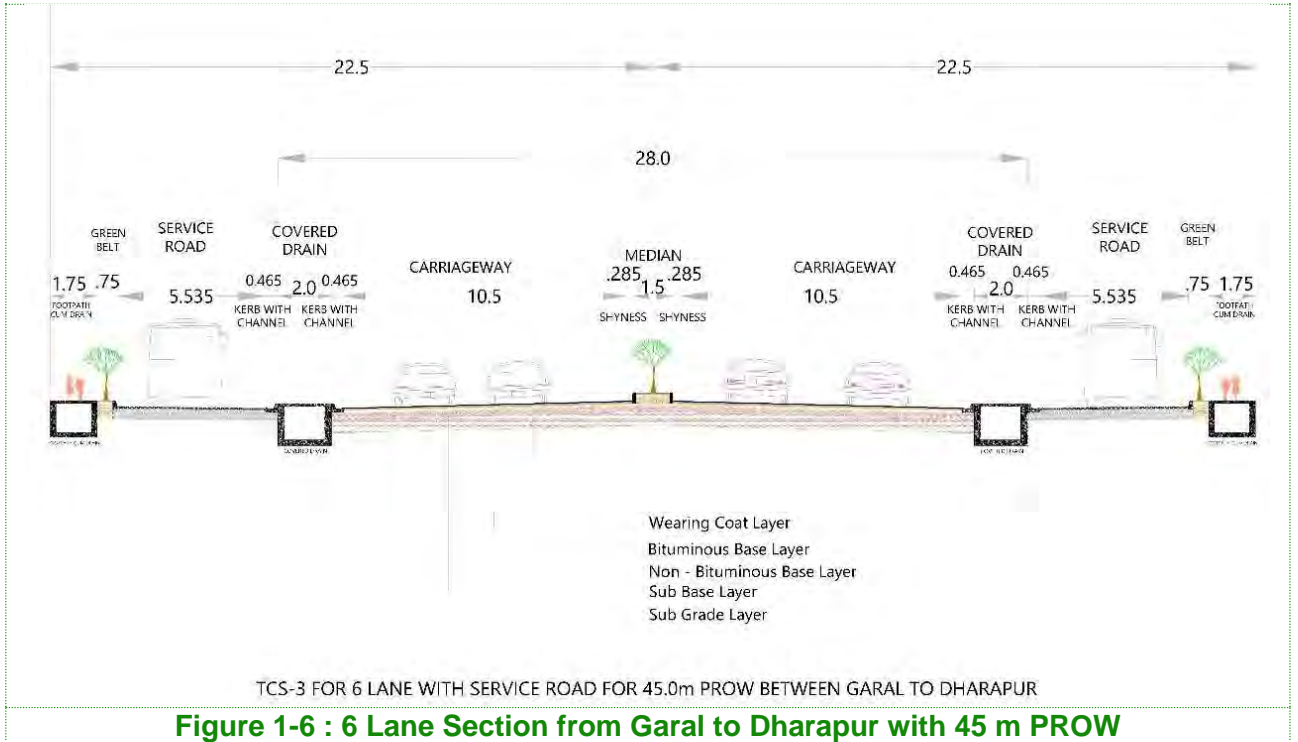 22.5
22.5
28.0
GREEN
BELT
SERVICE
ROAD
COVERED
DRAIN
CARRIAGEWAY
MEDIAN
CARRIAGEWAY
COVERED
DRAIN
SERVICE
ROAD
GREEN
BELT
1.75 .75
5.535
0.465 2.0 0.465
10.5
.285 1.5 .285
10.5
0.465 2.0 0.465
5.535
.75 1.75
FOOTPATH
CUM DRAIN
KERB WITH
CHANNEL
KERB WITH
CHANNEL
SHYNESS
SHYNESS
KERB WITH
CHANNEL
KERB WITH
CHANNEL
FOOTPATH
CUM DRAIN
COVERED DRAIN
Wearing Coat Layer
Bituminous Base Layer
Non - Bituminous Base Layer
Sub Base Layer
Sub Grade Layer
TCS-3 FOR 6 LANE WITH SERVICE ROAD FOR 45.0m PROW BETWEEN GARAL TO DHARAPUR
Figure 1-6 : 6 Lane Section from Garal to Dharapur with 45 m PROW